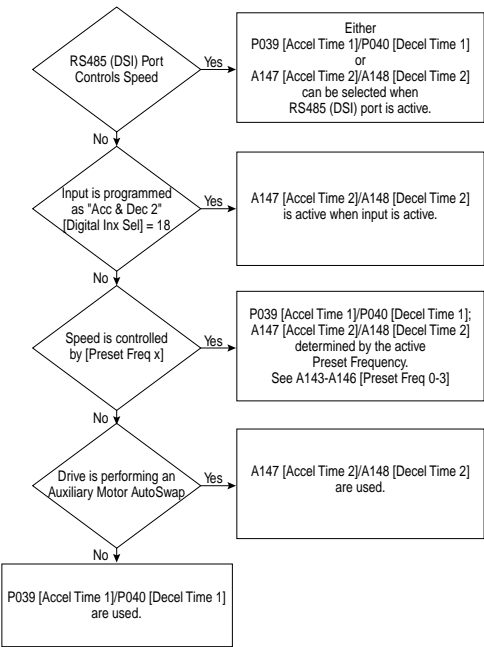 RS485 (DSI) Port
Controls Speed
Yes
Either
P039 [Accel Time 1]/P040 [Decel Time 1]
or
A147 [Accel Time 2]/A148 [Decel Time 2]
can be selected when
RS485 (DSI) port is active.
No
Input is programmed
as "Acc & Dec 2"
[Digital Inx Sel] = 18
Yes
A147 [Accel Time 2]/A148 [Decel Time 2]
is active when input is active.
No
Speed is controlled
by [Preset Freq x]
Yes
P039 [Accel Time 1]/P040 [Decel Time 1];
A147 [Accel Time 2]/A148 [Decel Time 2]
determined by the active
Preset Frequency.
See A143-A146 [Preset Freq 0-3]
No
Drive is performing an
Auxiliary Motor AutoSwap
Yes
A147 [Accel Time 2]/A148 [Decel Time 2]
are used.
No
P039 [Accel Time 1]/P040 [Decel Time 1]
are used.